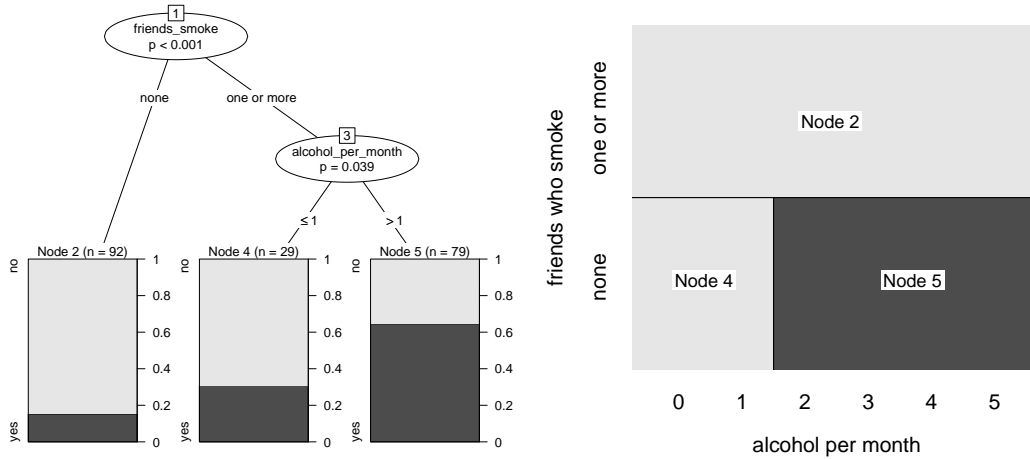 1
friends_smoke
p < 0.001
none
one or more
3
alcohol_per_month
p = 0.039
≤ 1
> 1
Node 2 (n = 92)
no
yes
0
0.2
0.4
0.6
0.8
1
Node 4 (n = 29)
no
yes
0
0.2
0.4
0.6
0.8
1
Node 5 (n = 79)
no
yes
0
0.2
0.4
0.6
0.8
1
friends who smoke
one or more
none
Node 2
Node 4
Node 5
0 1 2 3 4 5
alcohol per month